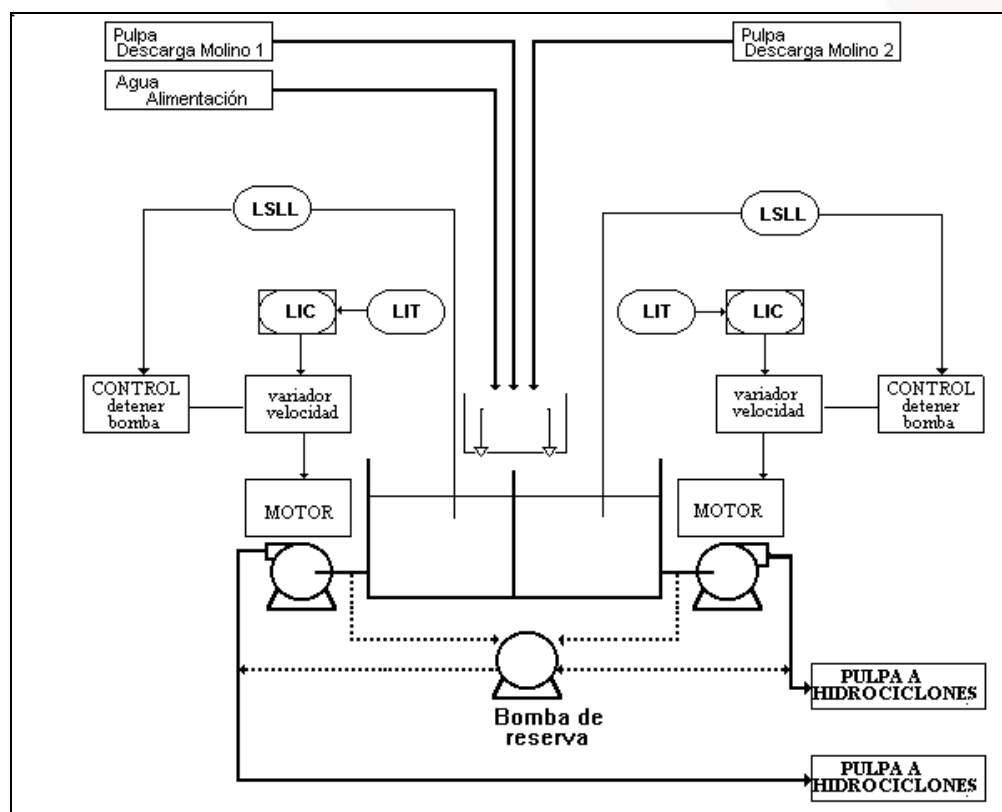 Pulpa
Descarga Molino 1
Pulpa
Descarga Molino 2
Agua
Alimentación
LSLL
LSLL
LIC
LIT
LIT
LIC
CONTROL
detener
bomba
variador
velocidad
variador
velocidad
CONTROL
detener
bomba
MOTOR
MOTOR
Bomba de
reserva
PULPA A
HIDROCICLONES
PULPA A
HIDROCICLONES